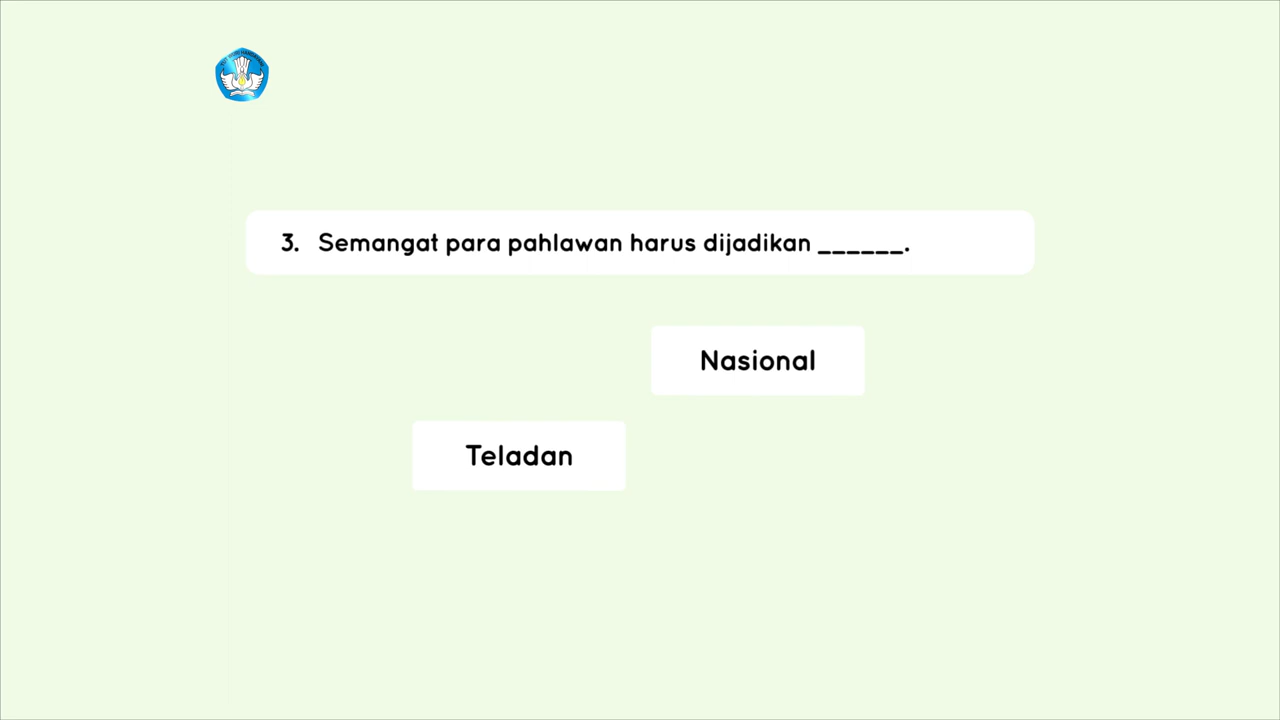 3. Semangat para pahlawan harus dijadikan ______.
Nasional
Teladan